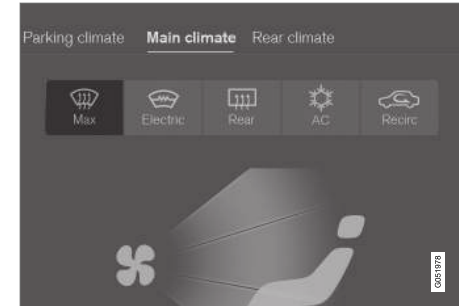 Parking climate Main climate Rear climate
Max Electric Rear AC Recirc
G051978